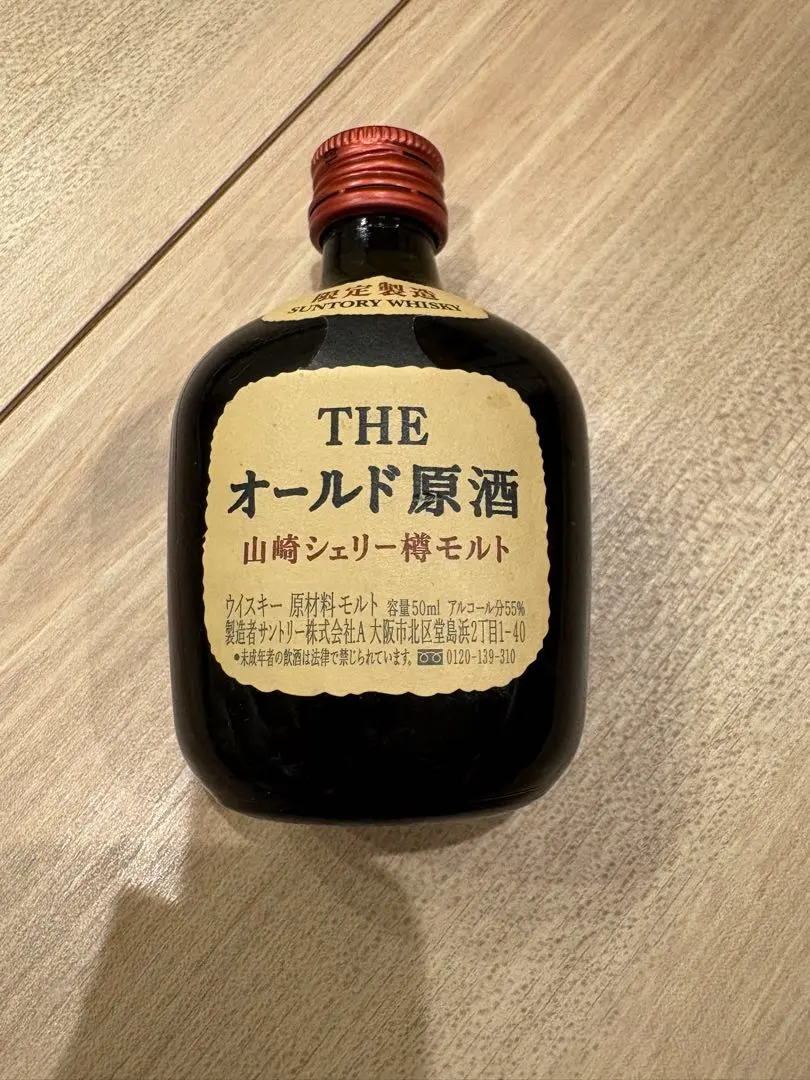 限定製造
SUNTORY WHISKY
THE
オールド原酒
山崎シェリー樽モルト
ウイスキー 原材料 モルト 容量50ml アルコール分55%
製造者サントリー株式会社A 大阪市北区堂島浜2丁目1-40
●未成年者の飲酒は法律で禁じられています。 0120-139-310